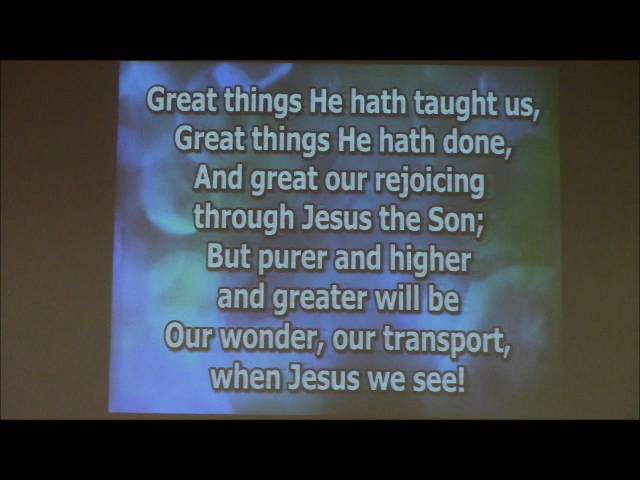 Great things He hath taught us,
Great things He hath done,
And great our rejoicing
through Jesus the Son;
But purer and higher
and greater will be
Our wonder, our transport,
when Jesus we see!